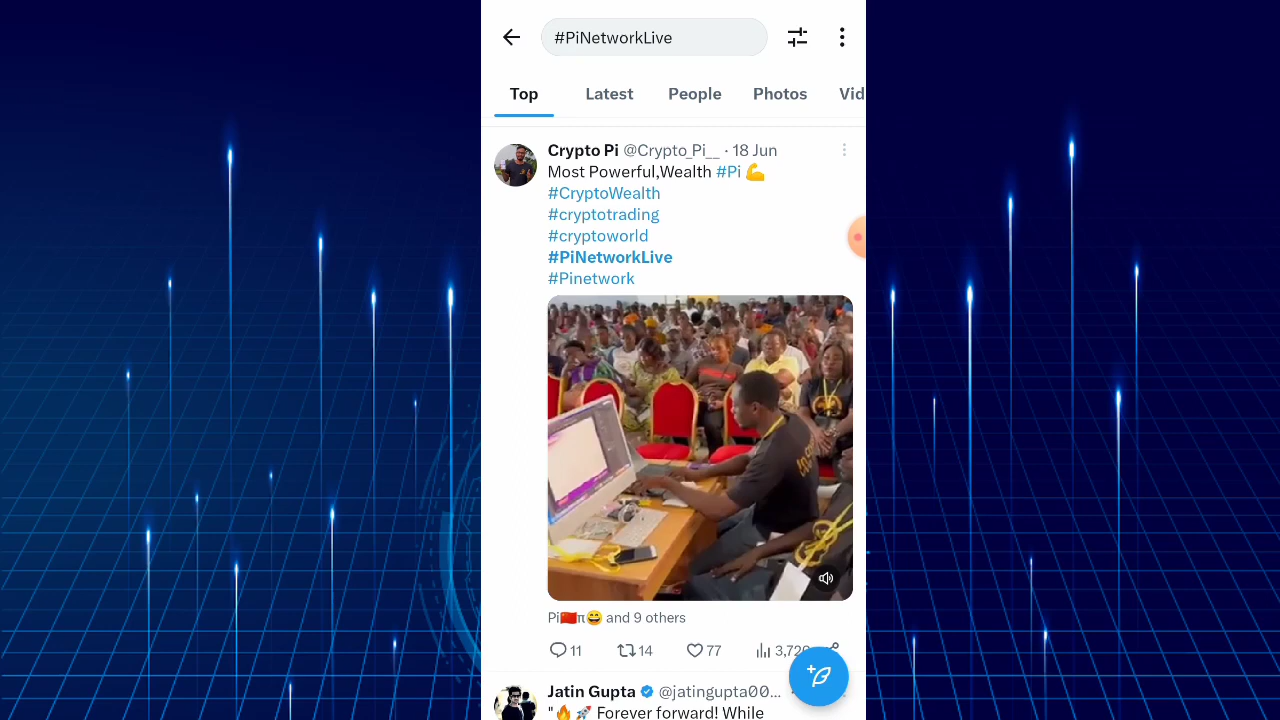 #PiNetworkLive
Top Latest People Photos Vid
Crypto Pi @Crypto_Pi__ · 18 Jun
Most Powerful,Wealth #Pi 💪
#CryptoWealth
#cryptotrading
#cryptoworld
#PiNetworkLive
#Pinetwork
Pi🇨🇳π😄 and 9 others
11 14 77
Jatin Gupta @jatingupta00...
"🔥🚀 Forever forward! While